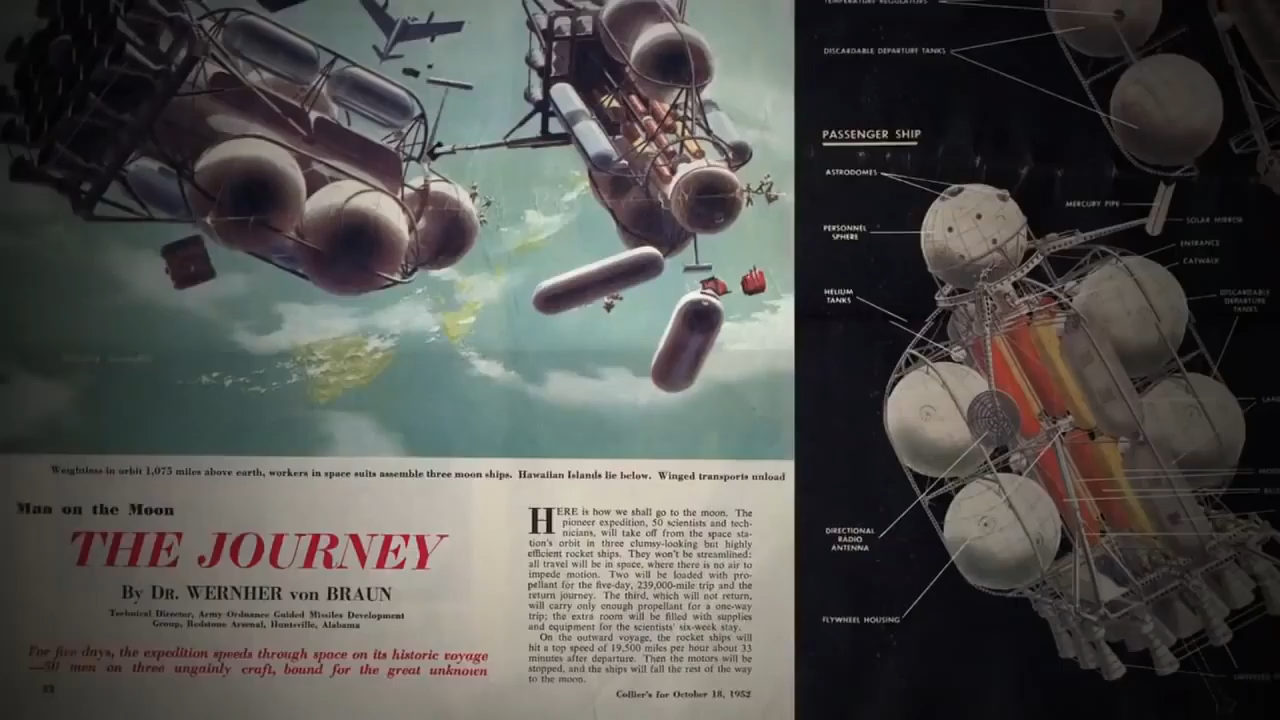 Weightless in orbit 1,075 miles above earth, workers in space suits assemble three moon ships. Hawaiian Islands lie below. Winged transports unload
Man on the Moon
THE JOURNEY
By Dr. WERNHER von BRAUN
Technical Director, Army Ordnance Guided Missiles Development
Group, Redstone Arsenal, Huntsville, Alabama
For five days, the expedition speeds through space on its historic voyage
—50 men on three ungainly craft, bound for the great unknown
HERE is how we shall go to the moon. The
pioneer expedition, 50 scientists and tech-
nicians, will take off from the space sta-
tion's orbit in three clumsy-looking but highly
efficient rocket ships. They won't be streamlined:
all travel will be in space, where there is no air to
impede motion. Two will be loaded with pro-
pellant for the five-day, 239,000-mile trip and the
return journey. The third, which will not return,
will carry only enough propellant for a one-way
trip; the extra room will be filled with supplies
and equipment for the scientists' six-week stay.
On the outward voyage, the rocket ships will
hit a top speed of 19,500 miles per hour about 33
minutes after departure. Then the motors will be
stopped, and the ships will fall the rest of the way
to the moon.
Collier's for October 18, 1952
TEMPERATURE REGULATORS
DISCARDABLE DEPARTURE TANKS
PASSENGER SHIP
ASTRODOMES
MERCURY PIPE
SOLAR MIRROR
PERSONNEL
SPHERE
ENTRANCE
CATWALK
HELIUM
TANKS
DISCARDABLE
DEPARTURE
TANKS
DIRECTIONAL
RADIO
ANTENNA
FLYWHEEL HOUSING